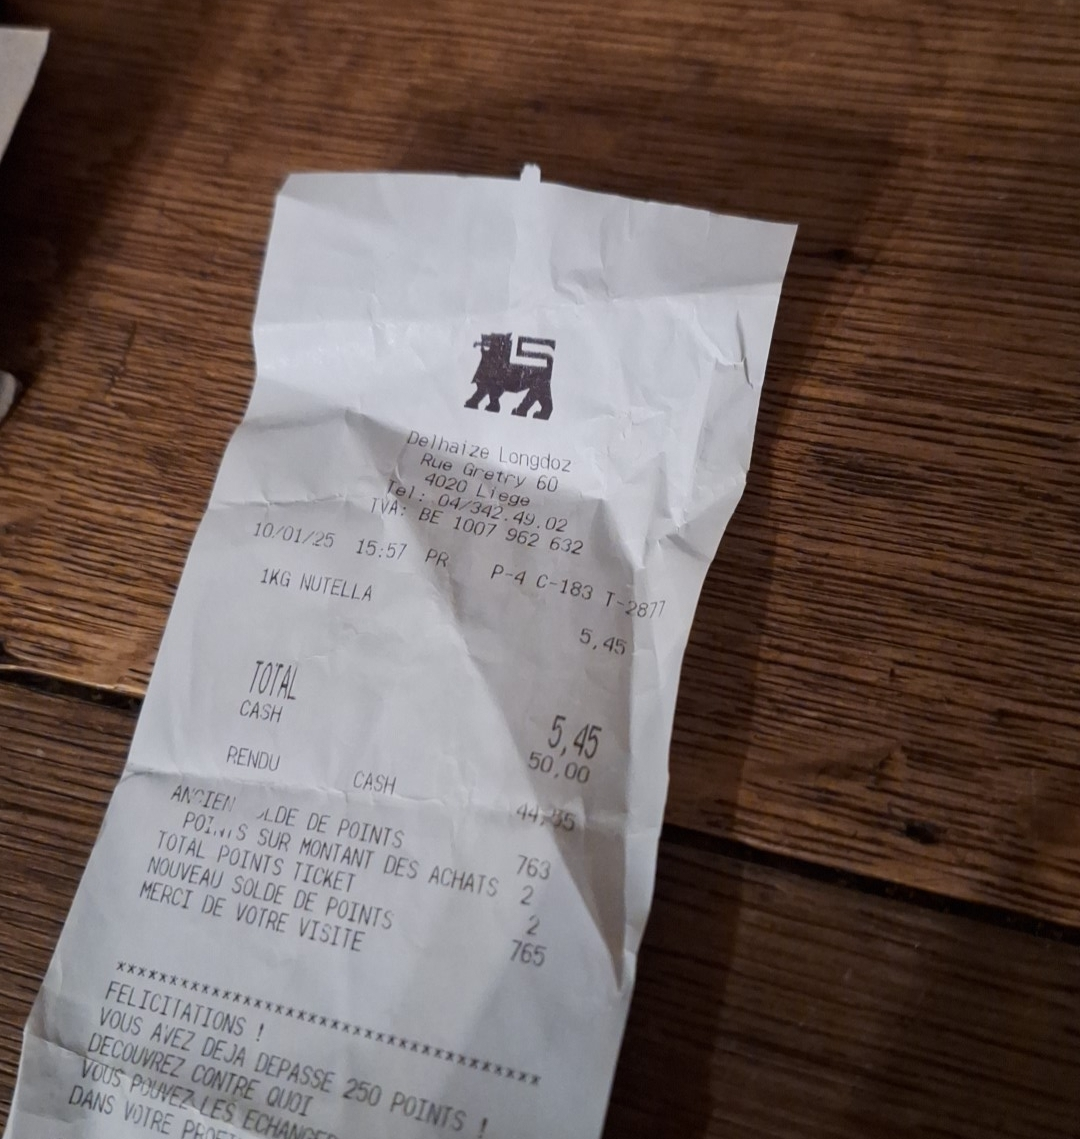 Delhaize Longdoz
Rue Gretry 60
4020 Liege
Tel: 04/342.49.02
TVA: BE 1007 962 632
10/01/25 15:57 PR P-4 C-183 T-2877
1KG NUTELLA
5,45
TOTAL
5,45
CASH
50,00
RENDU CASH
ANCIEN DE POINTS 763
SUR MONTANT DES ACHATS 2
TOTAL POINTS TICKET 2
NOUVEAU SOLDE DE POINTS 765
MERCI DE VOTRE VISITE
****************************************
FELICITATIONS !
VOUS AVEZ DEJA DEPASSE 250 POINTS !
DECOUVREZ CONTRE QUOI
VOUS POUVEZ LES
DANS VOTRE